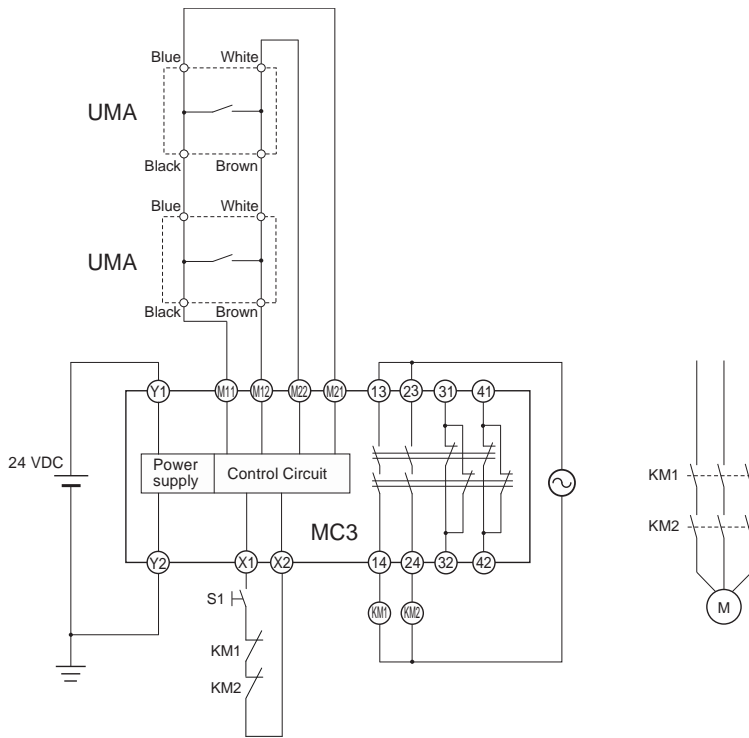 Blue White
UMA
Black Brown
Blue White
UMA
Black Brown
Y1 M11 M12 M22 M21 13 23 31 41
24 VDC
Power
supply
Control Circuit
MC3
Y2 X1 X2 14 24 32 42
S1
KM1 KM2
KM1
KM2
KM1
KM2
M